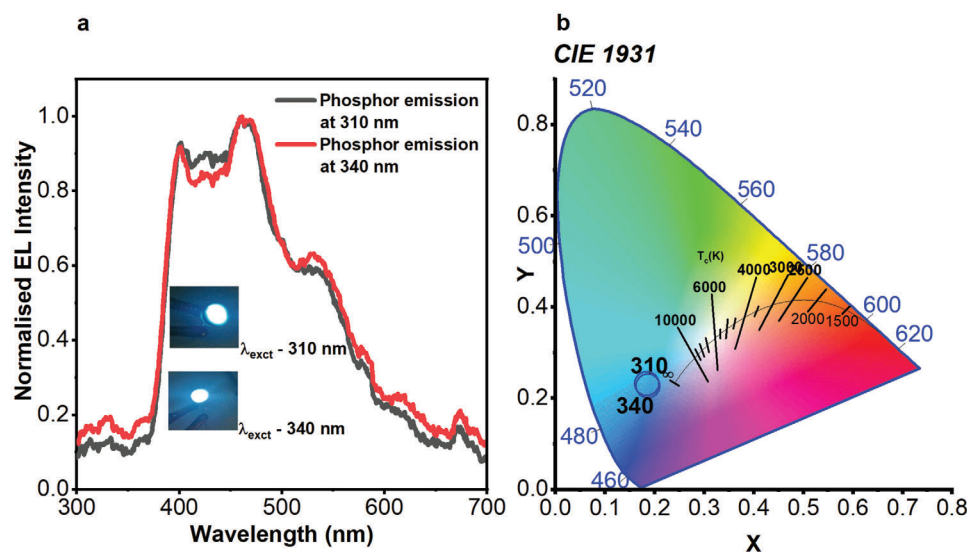 a
Normalised EL Intensity
1.0
0.8
0.6
0.4
0.2
0.0
300
400
500
600
700
Wavelength (nm)
Phosphor emission
at 310 nm
Phosphor emission
at 340 nm
λexct - 310 nm
λexct - 340 nm
b
CIE 1931
Y
0.8
0.6
0.4
0.2
0.0
0.0 0.1 0.2 0.3 0.4 0.5 0.6 0.7 0.8
X
520
540
560
580
600
620
500
480
460
Tc(K)
10000
6000
4000
3000
2500
2000
1500
∞
310
340